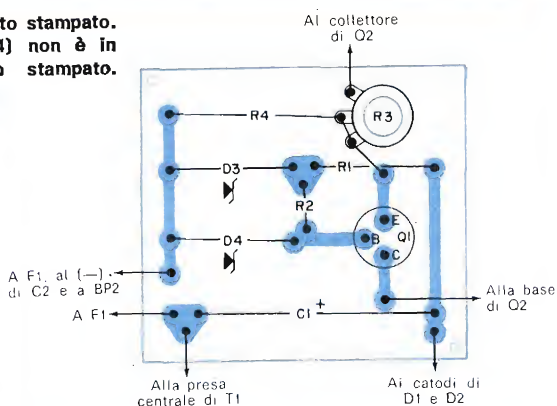 to stampato.
4) non è in
stampato.
Al collettore
di Q2
R4
R3
D3
R1
R2
D4
E
B
Q1
C
A F1, al (—)
di C2 e a BP2
A F1
C1 +
Alla base
di Q2
Alla presa
centrale di T1
Ai catodi di
D1 e D2